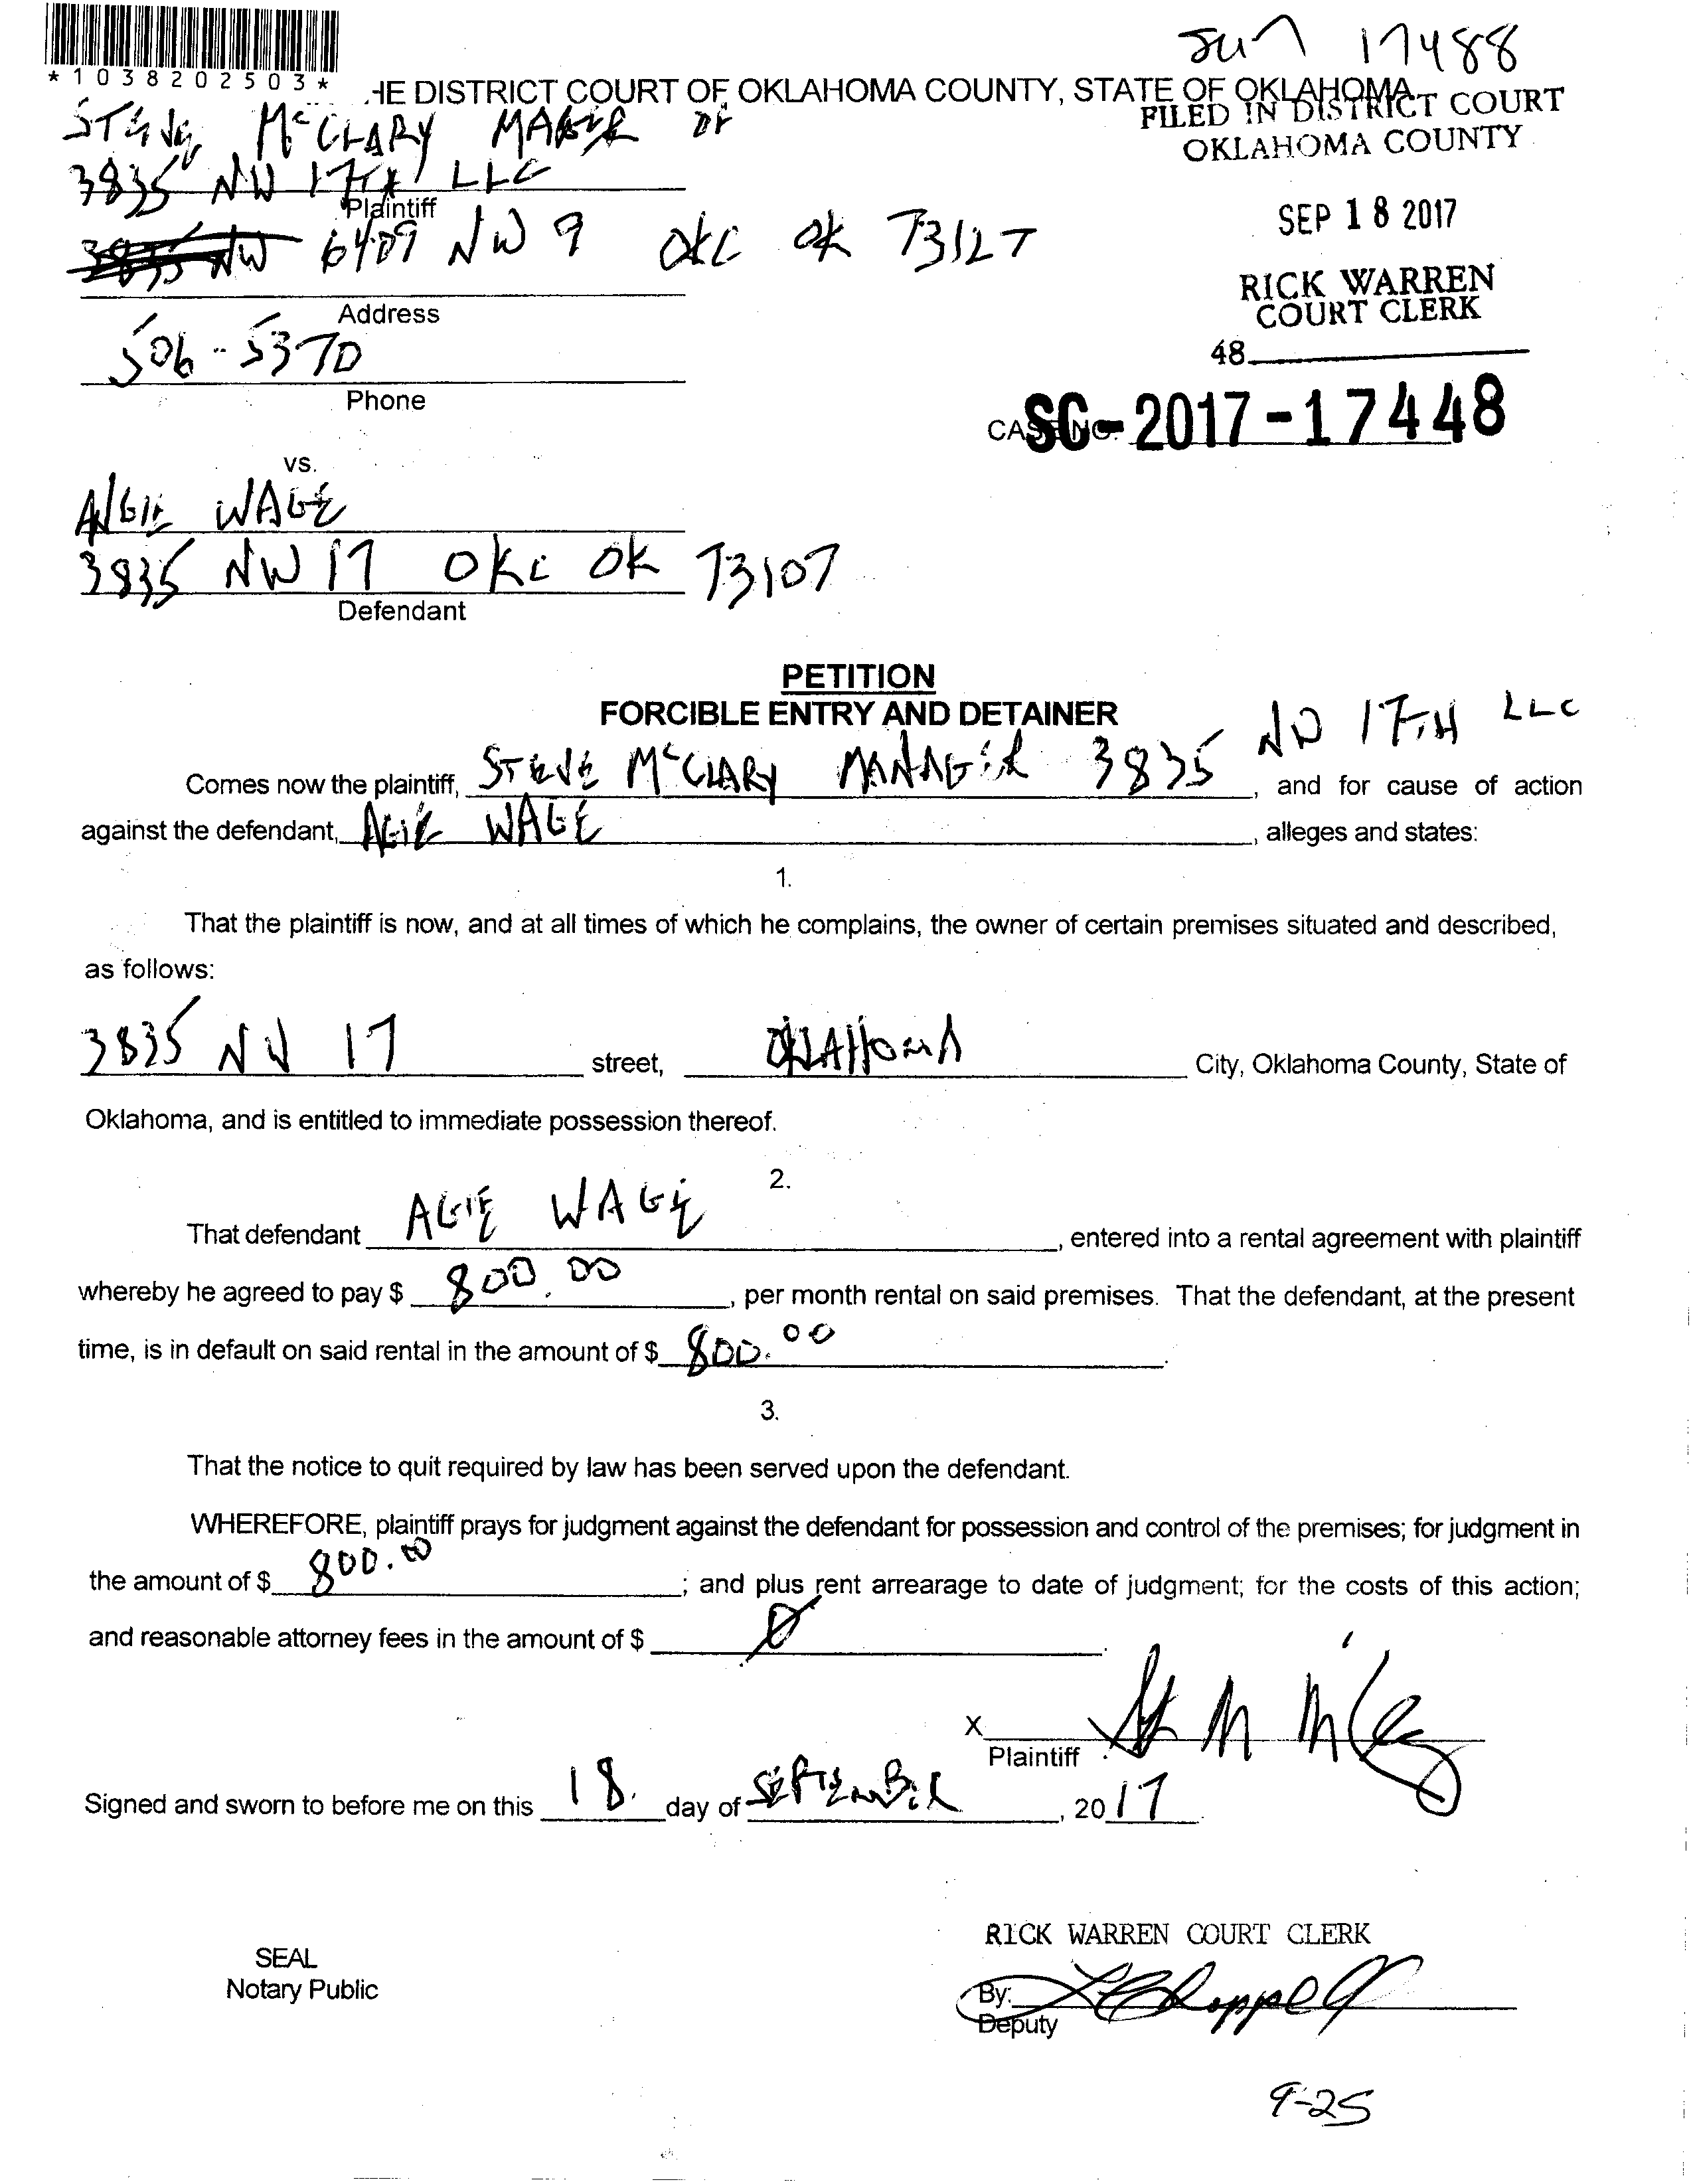 17488
*1038202503*
HE DISTRICT COURT OF OKLAHOMA COUNTY, STATE OF OKLAHOMA
FILED IN DISTRICT COURT
OKLAHOMA COUNTY
STEVE McCLARY
3835 NW 17TH LLC
Plaintiff
SEP 18 2017
6409 NW 9 OKC OK 73127
Address
RICK WARREN
COURT CLERK
506-5370
48
Phone
CASE NO. SC-2017-17448
vs.
ANGIE WAGE
3835 NW 17 OKC OK 73107
Defendant
PETITION
FORCIBLE ENTRY AND DETAINER
Comes now the plaintiff, STEVE McCLARY MANAGER 3835 NW 17TH LLC, and for cause of action
against the defendant, AGIE WAGE, alleges and states:
1.
That the plaintiff is now, and at all times of which he complains, the owner of certain premises situated and described,
as follows:
3835 NW 17 street, OKLAHOMA City, Oklahoma County, State of
Oklahoma, and is entitled to immediate possession thereof.
2.
That defendant AGIE WAGE, entered into a rental agreement with plaintiff
whereby he agreed to pay $ 800.00, per month rental on said premises. That the defendant, at the present
time, is in default on said rental in the amount of $ 800.00.
3.
That the notice to quit required by law has been served upon the defendant.
WHEREFORE, plaintiff prays for judgment against the defendant for possession and control of the premises; for judgment in
the amount of $ 800.00; and plus rent arrearage to date of judgment; for the costs of this action;
and reasonable attorney fees in the amount of $ 0.
X
Plaintiff
Signed and sworn to before me on this 18. day of SEPTEMBER, 2017
RICK WARREN COURT CLERK
SEAL
Notary Public
By:
Deputy
9-25